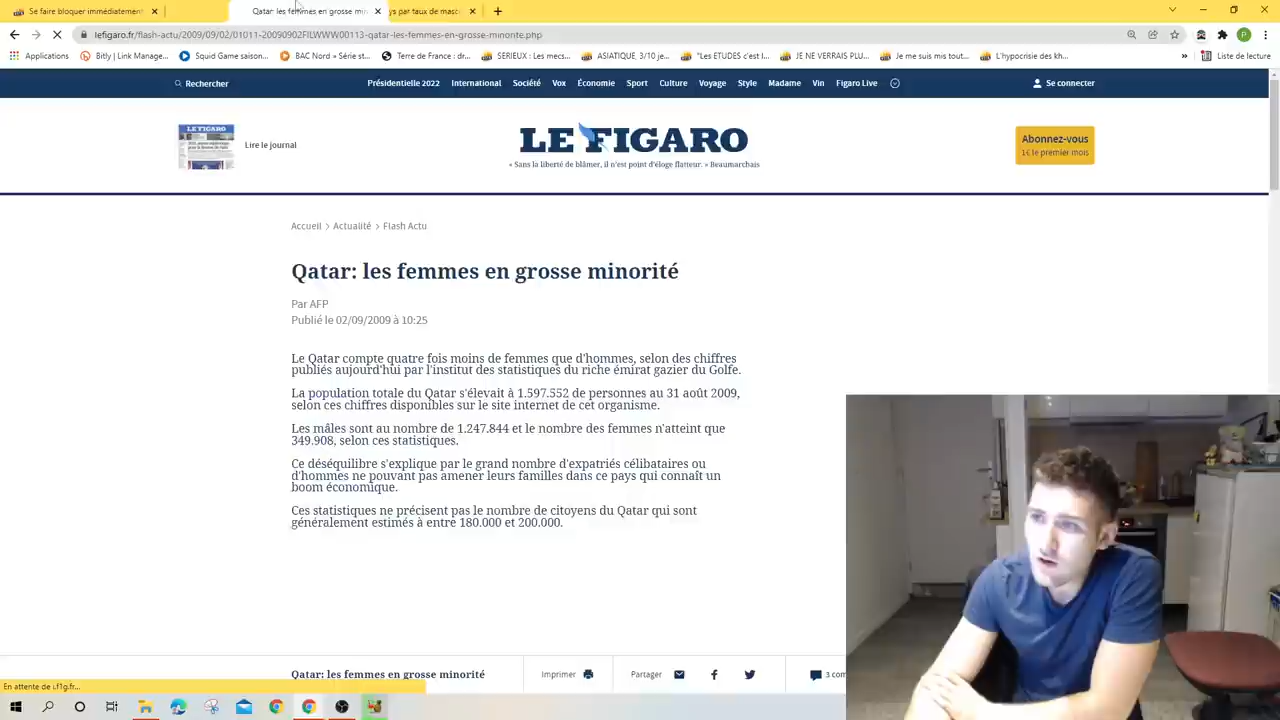 Se faire bloquer immédiatement
Qatar: les femmes en grosse min
ys par taux de masc
lefigaro.fr/flash-actu/2009/09/02/01011-20090902FILWWW00113-qatar-les-femmes-en-grosse-minorite.php
Applications
Bitly | Link Manage...
Squid Game saison...
BAC Nord » Série st...
Terre de France : dr...
SERIEUX : Les mecs...
ASIATIQUE, 3/10 je...
"Les ETUDES c'est l...
JE NE VERRAIS PLU...
Je me suis mis tout...
L'hypocrisie des kh...
»
Liste de lecture
Rechercher
Présidentielle 2022
International
Société
Vox
Économie
Sport
Culture
Voyage
Style
Madame
Vin
Figaro Live
Se connecter
LE FIGARO
Lire le journal
LE FIGARO
« Sans la liberté de blâmer, il n'est point d'éloge flatteur. » Beaumarchais
Abonnez-vous
1€ le premier mois
Accueil > Actualité > Flash Actu
Qatar: les femmes en grosse minorité
Par AFP
Publié le 02/09/2009 à 10:25
Le Qatar compte quatre fois moins de femmes que d'hommes, selon des chiffres
publiés aujourd'hui par l'institut des statistiques du riche émirat gazier du Golfe.
La population totale du Qatar s'élevait à 1.597.552 de personnes au 31 août 2009,
selon ces chiffres disponibles sur le site internet de cet organisme.
Les mâles sont au nombre de 1.247.844 et le nombre des femmes n'atteint que
349.908, selon ces statistiques.
Ce déséquilibre s'explique par le grand nombre d'expatriés célibataires ou
d'hommes ne pouvant pas amener leurs familles dans ce pays qui connaît un
boom économique.
Ces statistiques ne précisent pas le nombre de citoyens du Qatar qui sont
généralement estimés à entre 180.000 et 200.000.
Qatar: les femmes en grosse minorité
Imprimer
Partager
3 com
En attente de i.f1g.fr...